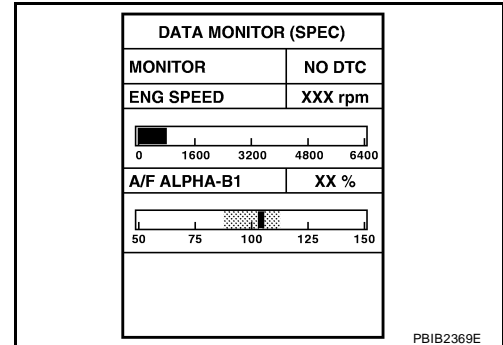 DATA MONITOR (SPEC)
MONITOR NO DTC
ENG SPEED XXX rpm
0 1600 3200 4800 6400
A/F ALPHA-B1 XX %
50 75 100 125 150
PBIB2369E